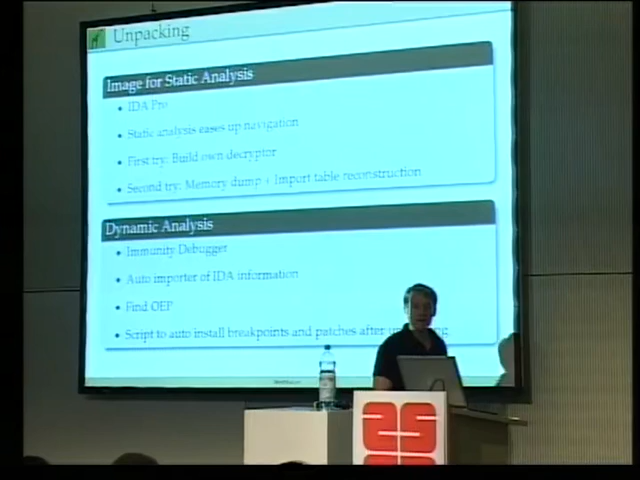 Unpacking
Image for Static Analysis
IDA Pro
Static analysis eases up navigation
First try: Build own decryptor
Second try: Memory dump + Import table reconstruction
Dynamic Analysis
Immunity Debugger
Auto importer of IDA information
Find OEP
Script to auto install breakpoints and patches after